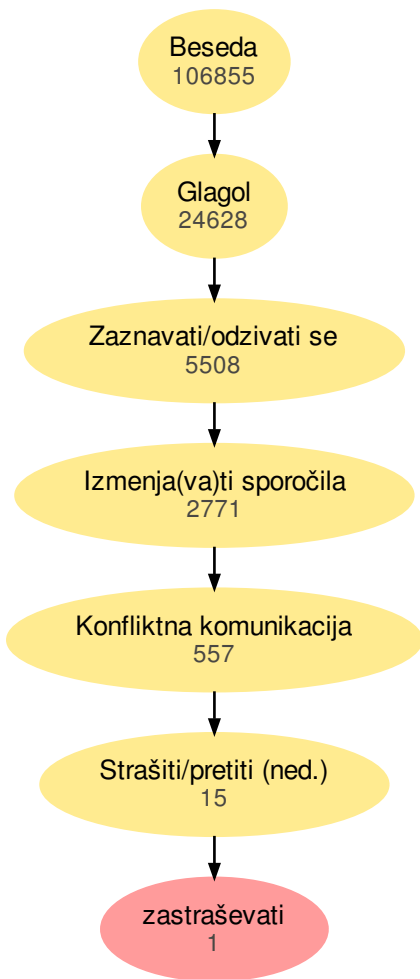 Beseda
106855
Glagol
24628
Zaznavati/odzivati se
5508
Izmenja(va)ti sporočila
2771
Konfliktna komunikacija
557
Strašiti/pretiti (ned.)
15
zastraševati
1